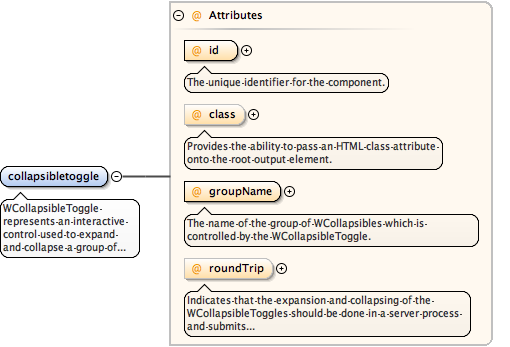 @ Attributes
@ id
The unique identifier for the component.
@ class
Provides the ability to pass an HTML class attribute
onto the root output element.
collapsibletoggle
WCollapsibleToggle
represents an interactive
control used to expand
and collapse a group of...
@ groupName
The name of the group of WCollapsibles which is
controlled by the WCollapsibleToggle.
@ roundTrip
Indicates that the expansion and collapsing of the
WCollapsibleToggles should be done in a server process
and submits...